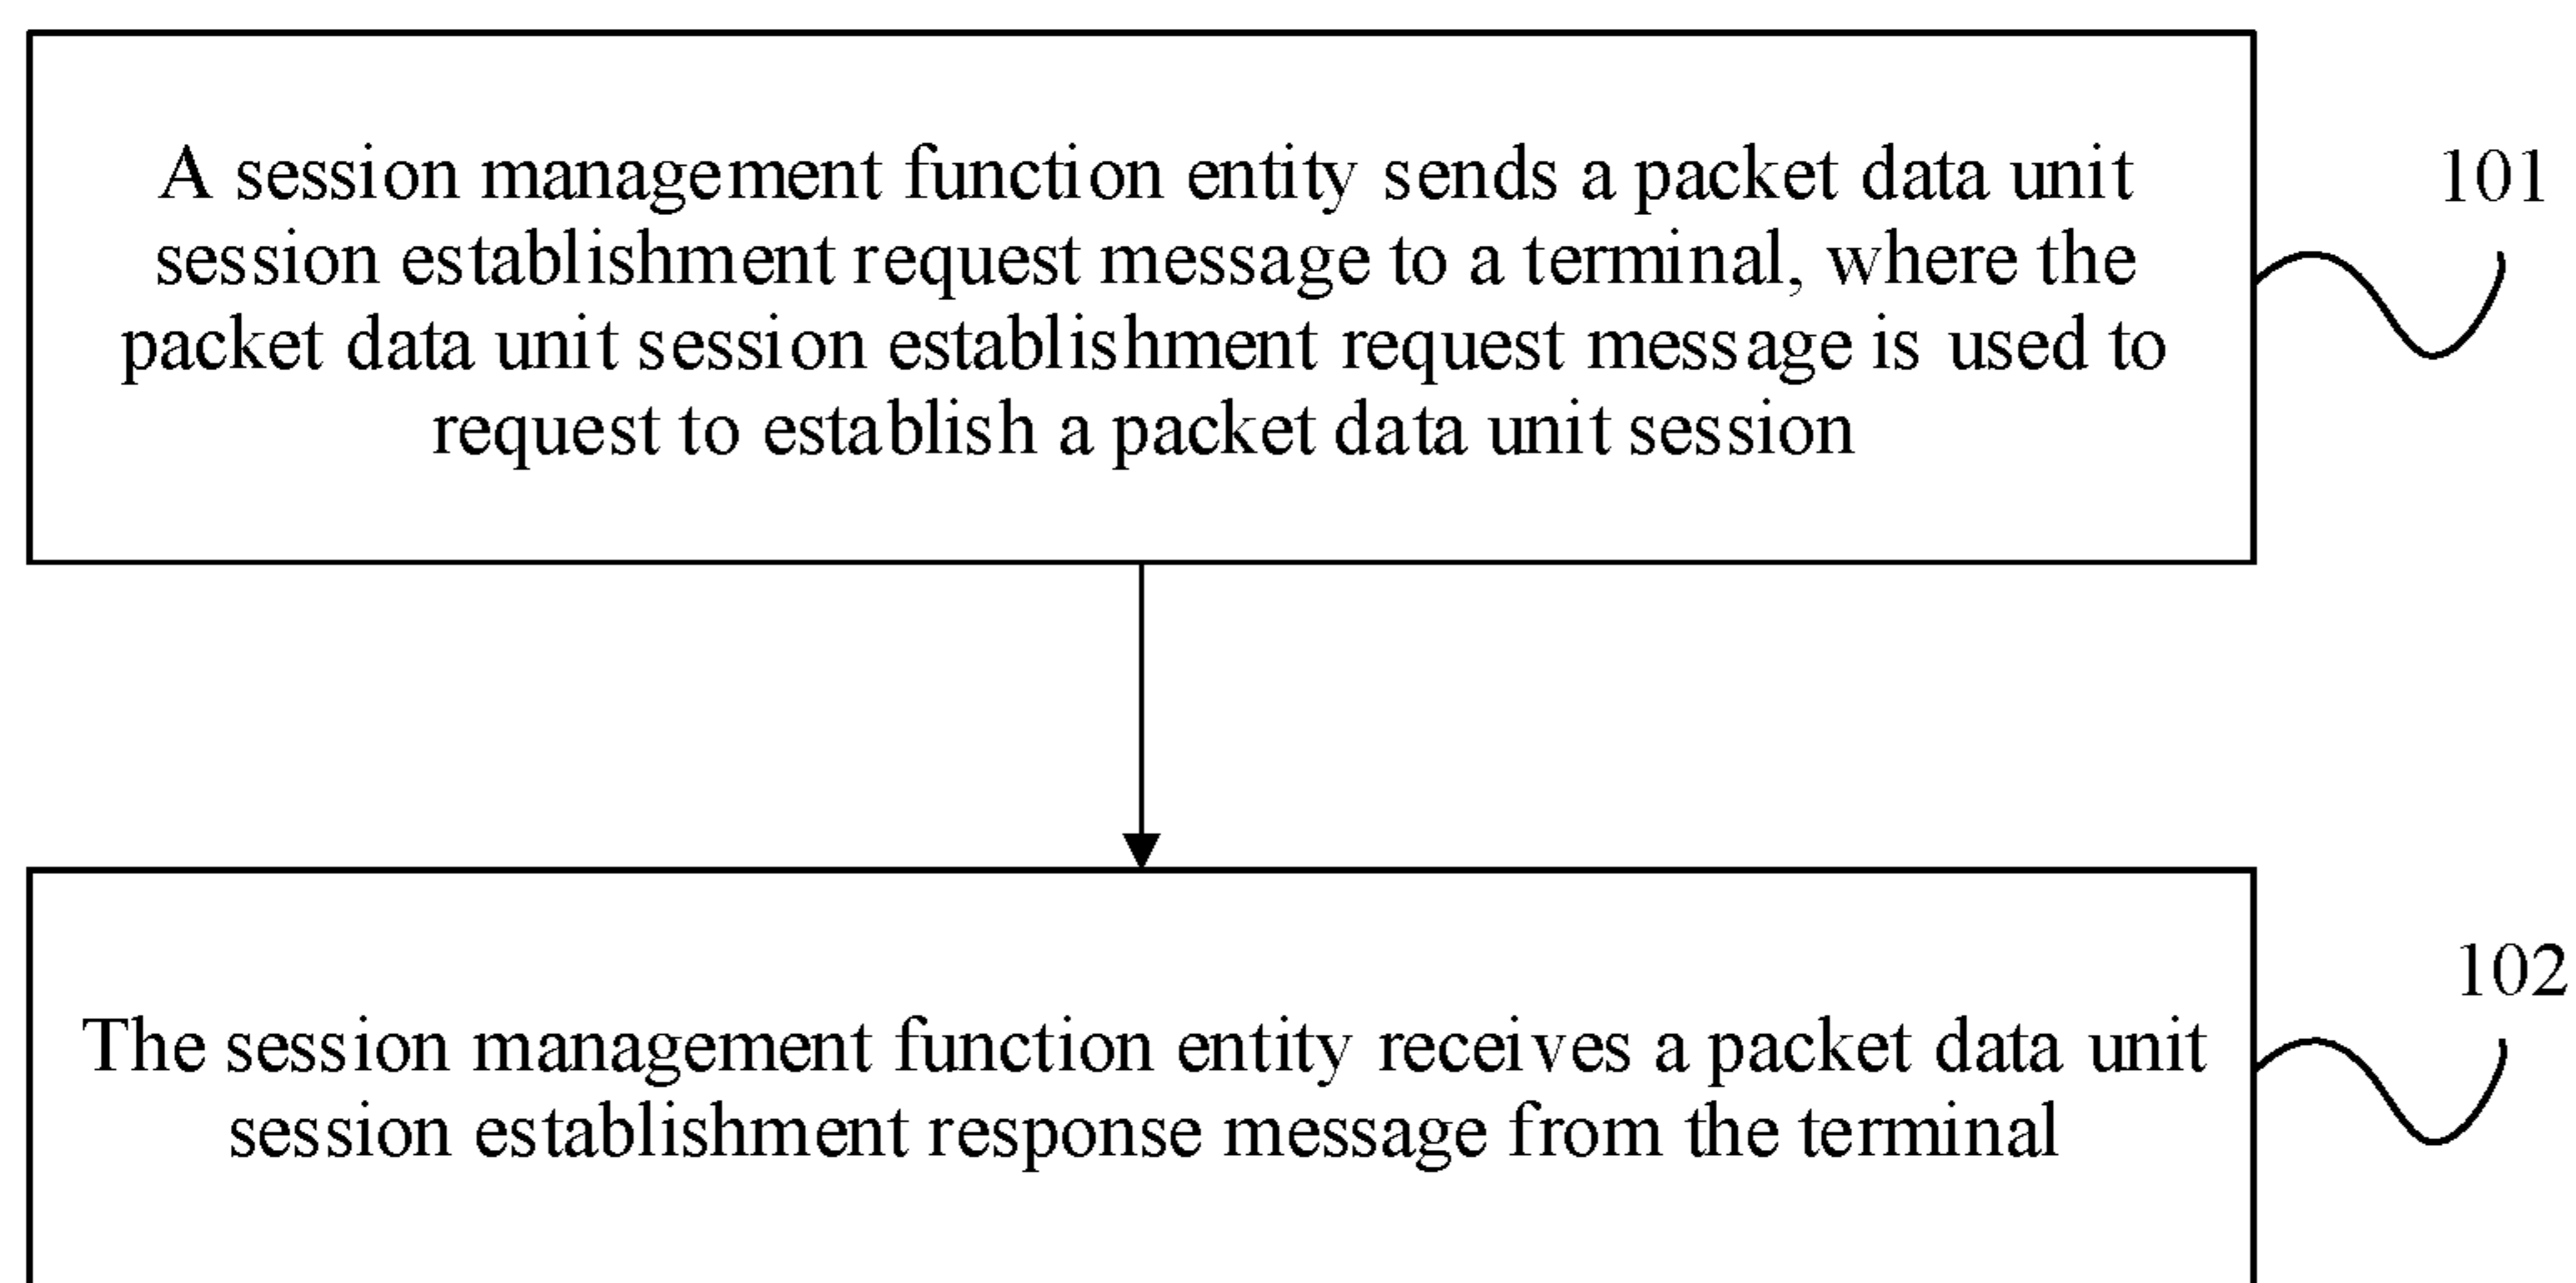 A session management function entity sends a packet data unit
session establishment request message to a terminal, where the
packet data unit session establishment request message is used to
request to establish a packet data unit session
101
The session management function entity receives a packet data unit
session establishment response message from the terminal
102